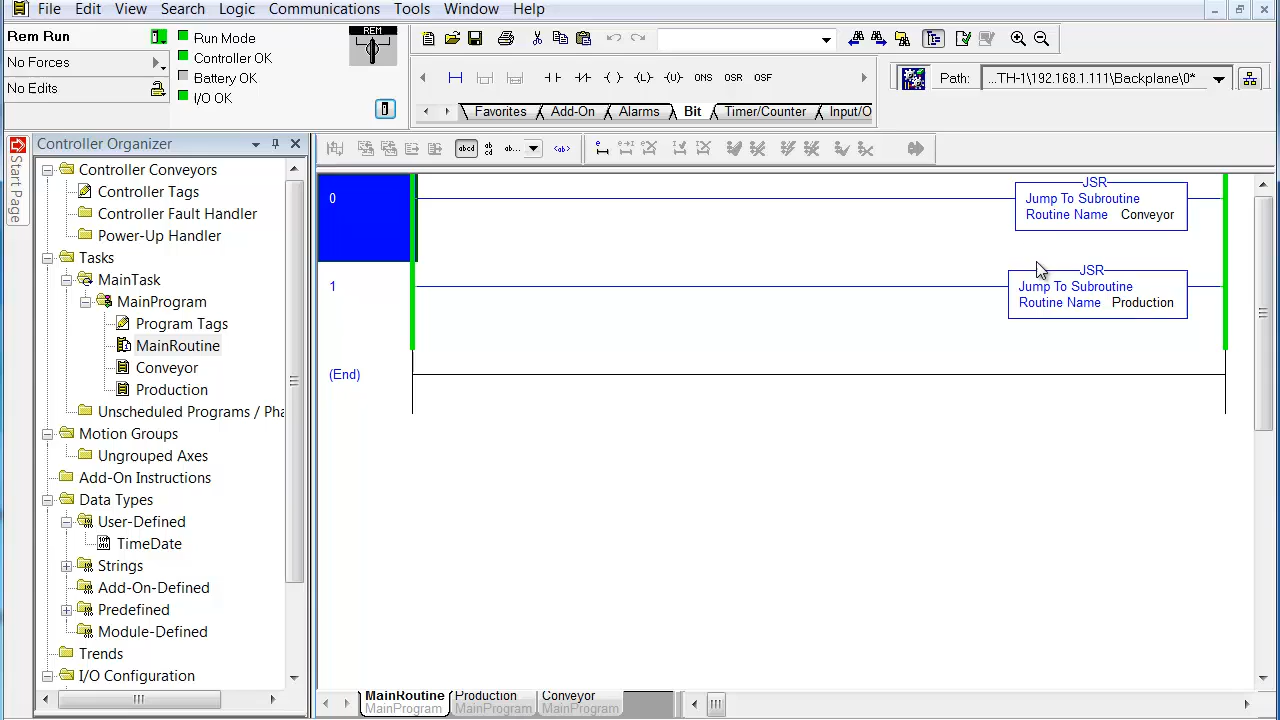 File Edit View Search Logic Communications Tools Window Help
Rem Run
No Forces
No Edits
Run Mode
Controller OK
Battery OK
I/O OK
REM
ONS OSR OSF
Path: ...TH-1\192.168.1.111\Backplane\0*
Favorites Add-On Alarms Bit Timer/Counter Input/O
Start Page
Controller Organizer
abcd
ab...
<ab>
Controller Conveyors
Controller Tags
Controller Fault Handler
Power-Up Handler
Tasks
MainTask
MainProgram
Program Tags
MainRoutine
Conveyor
Production
Unscheduled Programs / Pha
Motion Groups
Ungrouped Axes
Add-On Instructions
Data Types
User-Defined
TimeDate
Strings
Add-On-Defined
Predefined
Module-Defined
Trends
I/O Configuration
0
JSR
Jump To Subroutine
Routine Name Conveyor
1
JSR
Jump To Subroutine
Routine Name Production
(End)
MainRoutine Production Conveyor
MainProgram MainProgram MainProgram